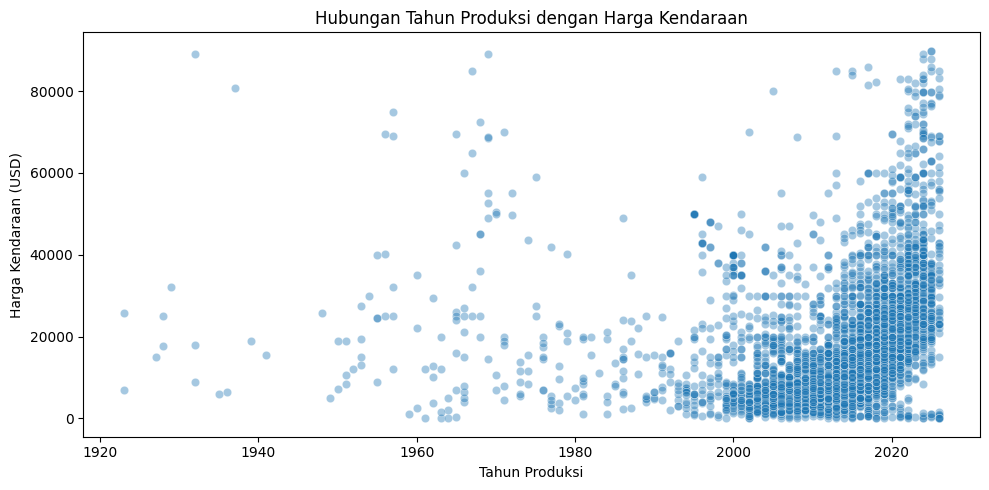 Hubungan Tahun Produksi dengan Harga Kendaraan
Harga Kendaraan (USD)
80000
60000
40000
20000
0
1920 1940 1960 1980 2000 2020
Tahun Produksi